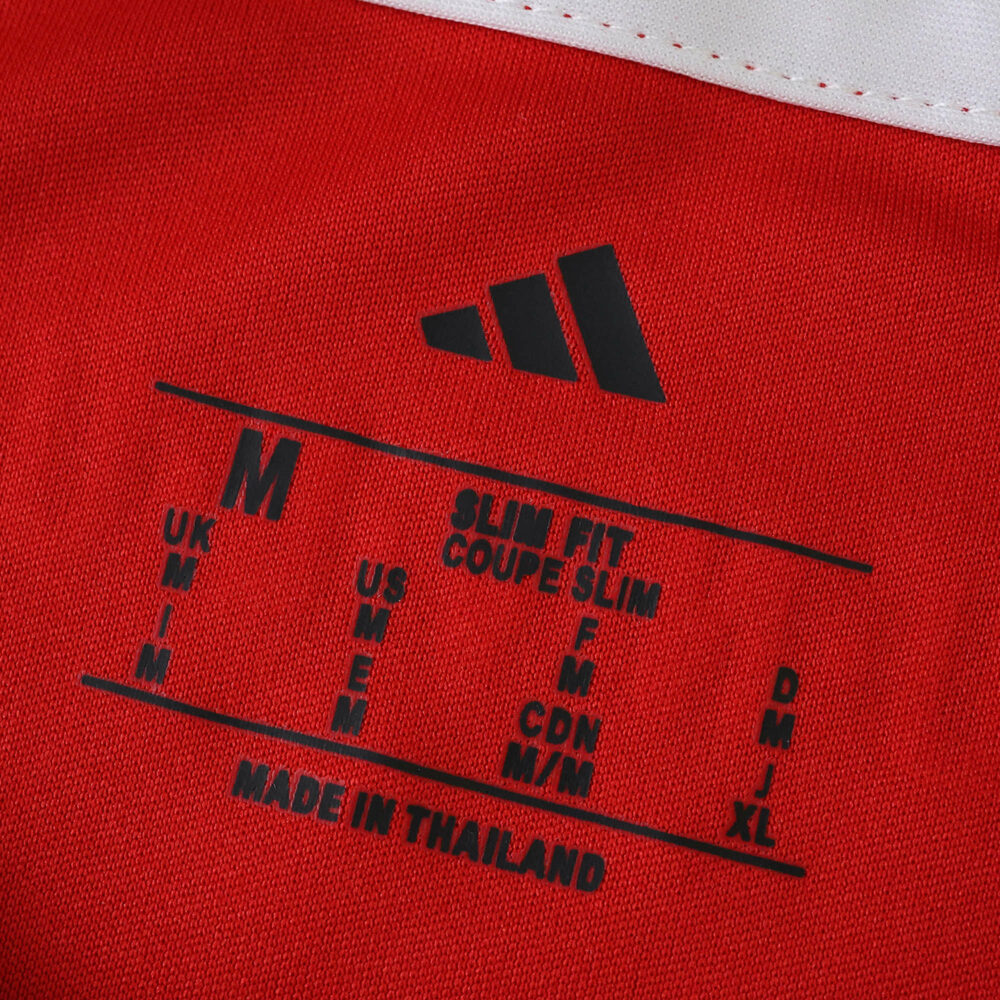 M
SLIM FIT
COUPE SLIM
UK US F D
M M M M
I E CDN J
M M M/M XL
MADE IN THAILAND